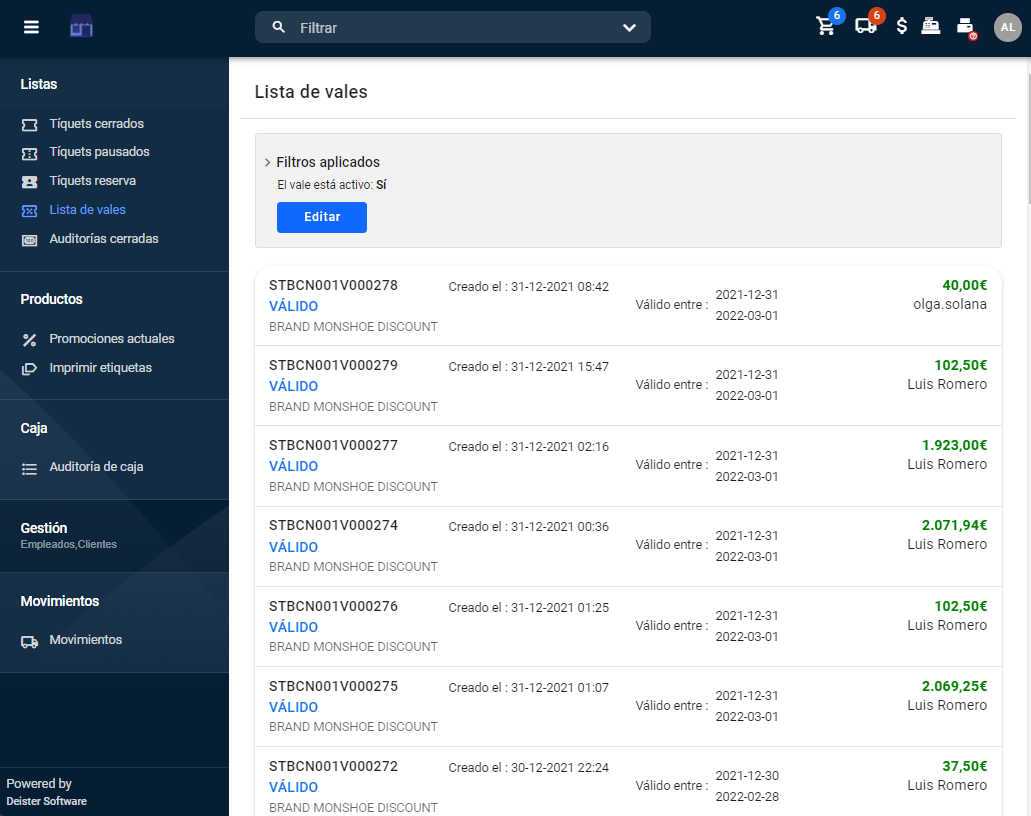 Filtrar
6
6
AL
Listas
Tíquets cerrados
Tíquets pausados
Tíquets reserva
Lista de vales
Auditorías cerradas
Productos
Promociones actuales
Imprimir etiquetas
Caja
Auditoría de caja
Gestión
Empleados,Clientes
Movimientos
Movimientos
Powered by
Deister Software
Lista de vales
Filtros aplicados
El vale está activo: Sí
Editar
STBCN001V000278 Creado el : 31-12-2021 08:42 40,00€
VÁLIDO Válido entre : 2021-12-31 olga.solana
BRAND MONSHOE DISCOUNT 2022-03-01
STBCN001V000279 Creado el : 31-12-2021 15:47 102,50€
VÁLIDO Válido entre : 2021-12-31 Luis Romero
BRAND MONSHOE DISCOUNT 2022-03-01
STBCN001V000277 Creado el : 31-12-2021 02:16 1.923,00€
VÁLIDO Válido entre : 2021-12-31 Luis Romero
BRAND MONSHOE DISCOUNT 2022-03-01
STBCN001V000274 Creado el : 31-12-2021 00:36 2.071,94€
VÁLIDO Válido entre : 2021-12-31 Luis Romero
BRAND MONSHOE DISCOUNT 2022-03-01
STBCN001V000276 Creado el : 31-12-2021 01:25 102,50€
VÁLIDO Válido entre : 2021-12-31 Luis Romero
BRAND MONSHOE DISCOUNT 2022-03-01
STBCN001V000275 Creado el : 31-12-2021 01:07 2.069,25€
VÁLIDO Válido entre : 2021-12-31 Luis Romero
BRAND MONSHOE DISCOUNT 2022-03-01
STBCN001V000272 Creado el : 30-12-2021 22:24 37,50€
VÁLIDO Válido entre : 2021-12-30 Luis Romero
BRAND MONSHOE DISCOUNT 2022-02-28